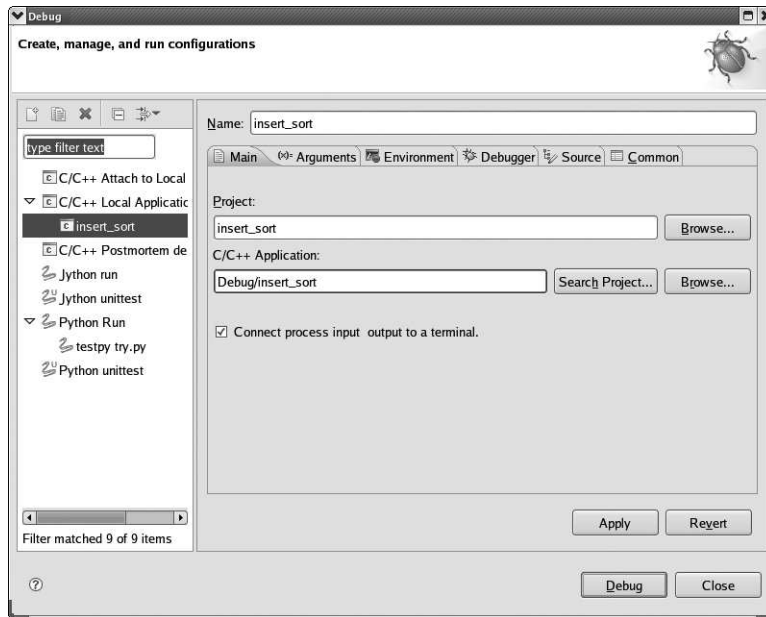 Debug
Create, manage, and run configurations
type filter text
C/C++ Attach to Local
C/C++ Local Applicatic
insert_sort
C/C++ Postmortem de
Jython run
Jython unittest
Python Run
testpy try.py
Python unittest
Filter matched 9 of 9 items
Name: insert_sort
Main (x)= Arguments Environment Debugger Source Common
Project:
insert_sort Browse...
C/C++ Application:
Debug/insert_sort Search Project... Browse...
Connect process input output to a terminal.
Apply Revert
Debug Close